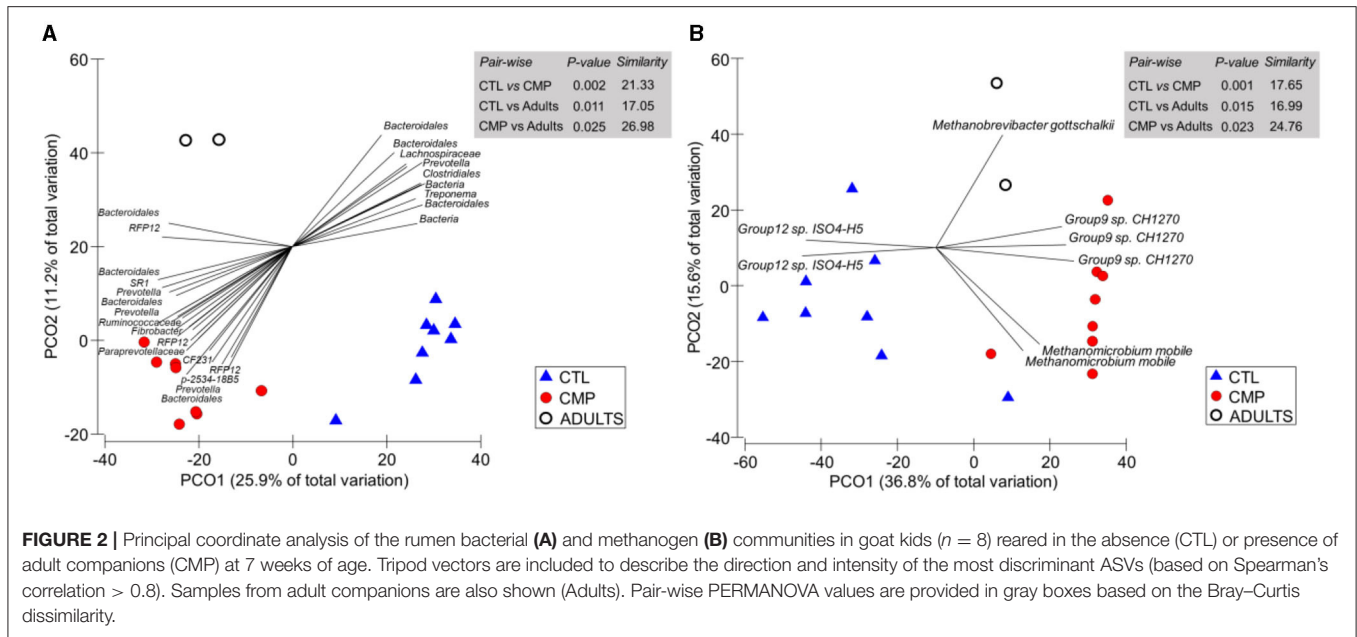 A
60
40
20
0
-20
-40
-20
0
20
40
PCO2 (11.2% of total variation)
PCO1 (25.9% of total variation)
Pair-wise P-value Similarity
CTL vs CMP 0.002 21.33
CTL vs Adults 0.011 17.05
CMP vs Adults 0.025 26.98
Bacteroidales
Bacteroidales
Lachnospiraceae
Prevotella
Clostridiales
Bacteria
Treponema
Bacteroidales
Bacteria
Bacteroidales
RFP12
Bacteroidales
SR1
Prevotella
Bacteroidales
Prevotella
Ruminococcaceae
Fibrobacter
RFP12
Paraprevotellaceae
CF231
RFP12
p-2534-18B5
Prevotella
Bacteroidales
CTL
CMP
ADULTS
B
60
40
20
0
-20
-40
-60
-40
-20
0
20
40
PCO2 (15.6% of total variation)
PCO1 (36.8% of total variation)
Pair-wise P-value Similarity
CTL vs CMP 0.001 17.65
CTL vs Adults 0.015 16.99
CMP vs Adults 0.023 24.76
Methanobrevibacter gottschalkii
Group9 sp. CH1270
Group9 sp. CH1270
Group9 sp. CH1270
Group12 sp. ISO4-H5
Group12 sp. ISO4-H5
Methanomicrobium mobile
Methanomicrobium mobile
CTL
CMP
ADULTS
FIGURE 2 | Principal coordinate analysis of the rumen bacterial (A) and methanogen (B) communities in goat kids (n = 8) reared in the absence (CTL) or presence of
adult companions (CMP) at 7 weeks of age. Tripod vectors are included to describe the direction and intensity of the most discriminant ASVs (based on Spearman's
correlation > 0.8). Samples from adult companions are also shown (Adults). Pair-wise PERMANOVA values are provided in gray boxes based on the Bray–Curtis
dissimilarity.